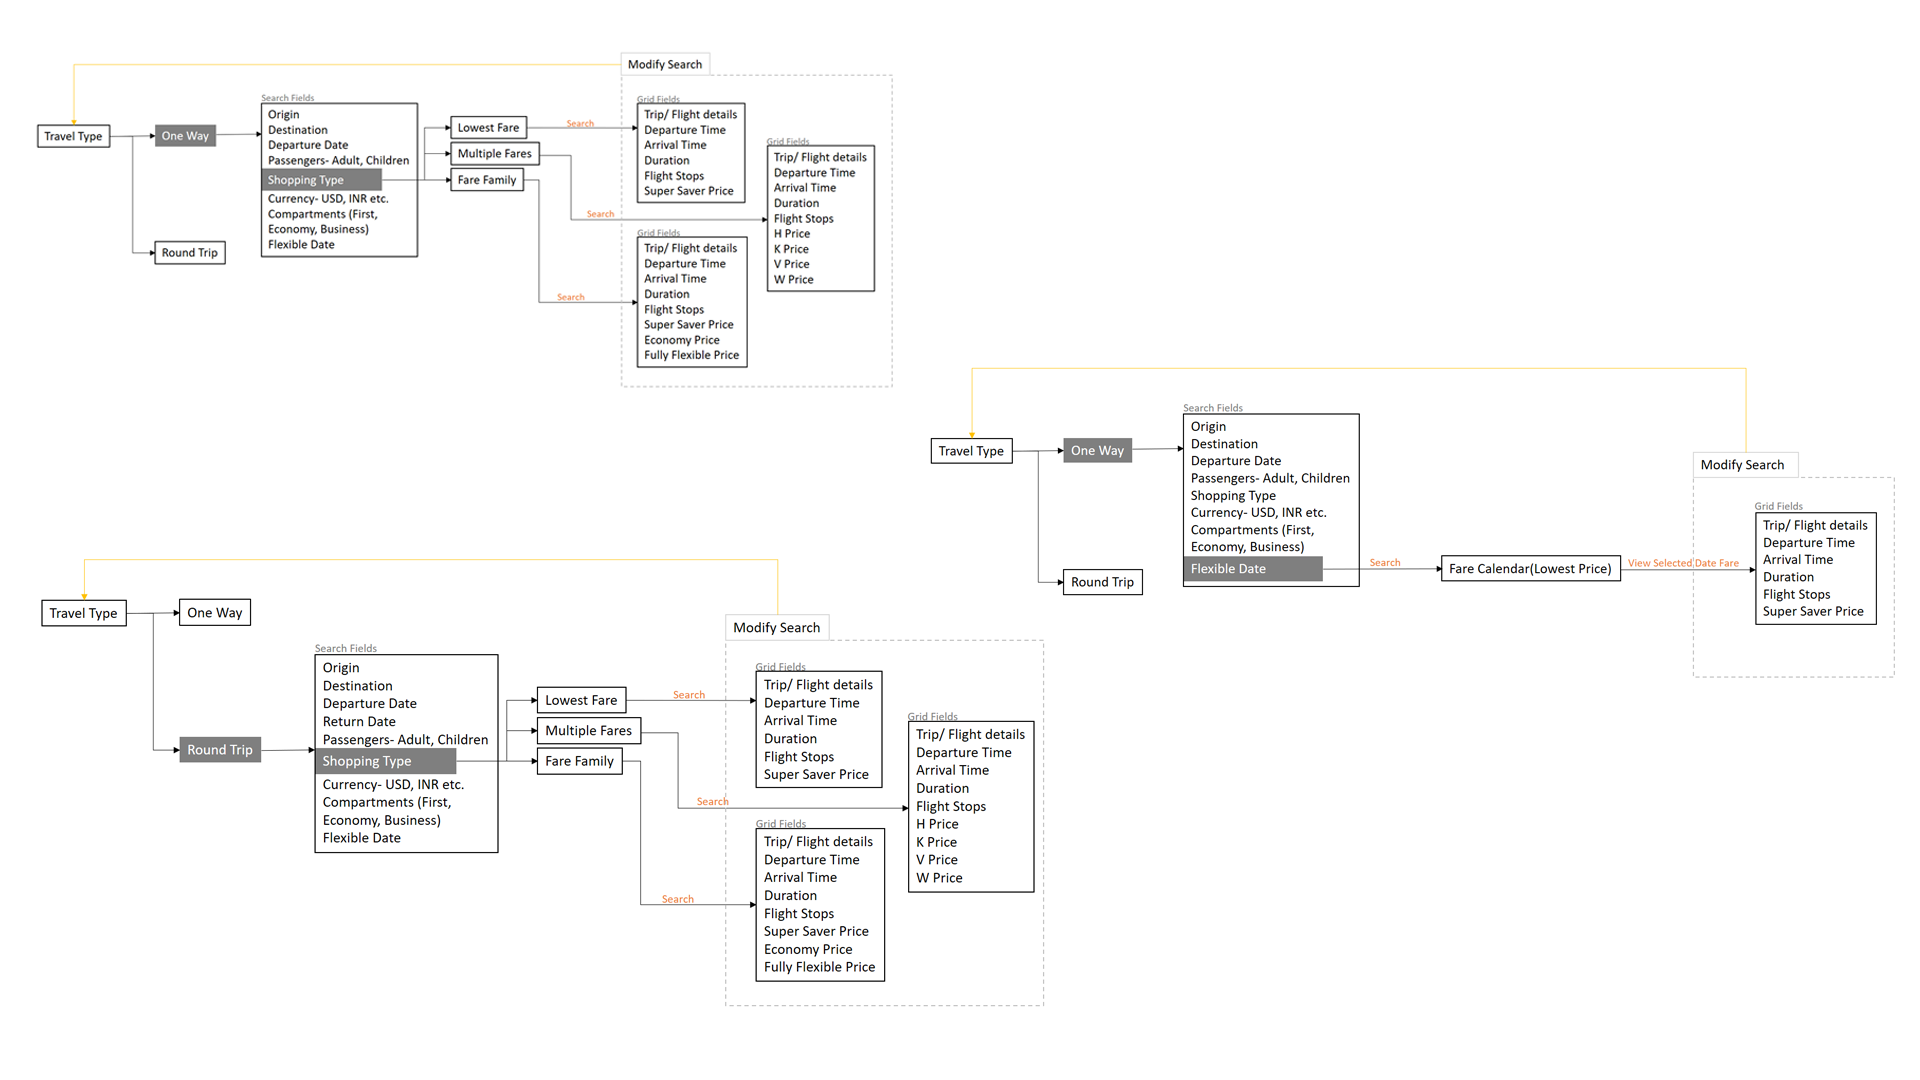 Modify Search
Travel Type
One Way
Round Trip
Search Fields
Origin
Destination
Departure Date
Passengers- Adult, Children
Shopping Type
Currency- USD, INR etc.
Compartments (First,
Economy, Business)
Flexible Date
Lowest Fare
Multiple Fares
Fare Family
Search
Search
Search
Grid Fields
Trip/ Flight details
Departure Time
Arrival Time
Duration
Flight Stops
Super Saver Price
Grid Fields
Trip/ Flight details
Departure Time
Arrival Time
Duration
Flight Stops
H Price
K Price
V Price
W Price
Grid Fields
Trip/ Flight details
Departure Time
Arrival Time
Duration
Flight Stops
Super Saver Price
Economy Price
Fully Flexible Price
Travel Type
One Way
Round Trip
Search Fields
Origin
Destination
Departure Date
Passengers- Adult, Children
Shopping Type
Currency- USD, INR etc.
Compartments (First,
Economy, Business)
Flexible Date
Search
Fare Calendar(Lowest Price)
View Selected Date Fare
Modify Search
Grid Fields
Trip/ Flight details
Departure Time
Arrival Time
Duration
Flight Stops
Super Saver Price
Travel Type
One Way
Round Trip
Search Fields
Origin
Destination
Departure Date
Return Date
Passengers- Adult, Children
Shopping Type
Currency- USD, INR etc.
Compartments (First,
Economy, Business)
Flexible Date
Lowest Fare
Multiple Fares
Fare Family
Search
Search
Search
Modify Search
Grid Fields
Trip/ Flight details
Departure Time
Arrival Time
Duration
Flight Stops
Super Saver Price
Grid Fields
Trip/ Flight details
Departure Time
Arrival Time
Duration
Flight Stops
H Price
K Price
V Price
W Price
Grid Fields
Trip/ Flight details
Departure Time
Arrival Time
Duration
Flight Stops
Super Saver Price
Economy Price
Fully Flexible Price